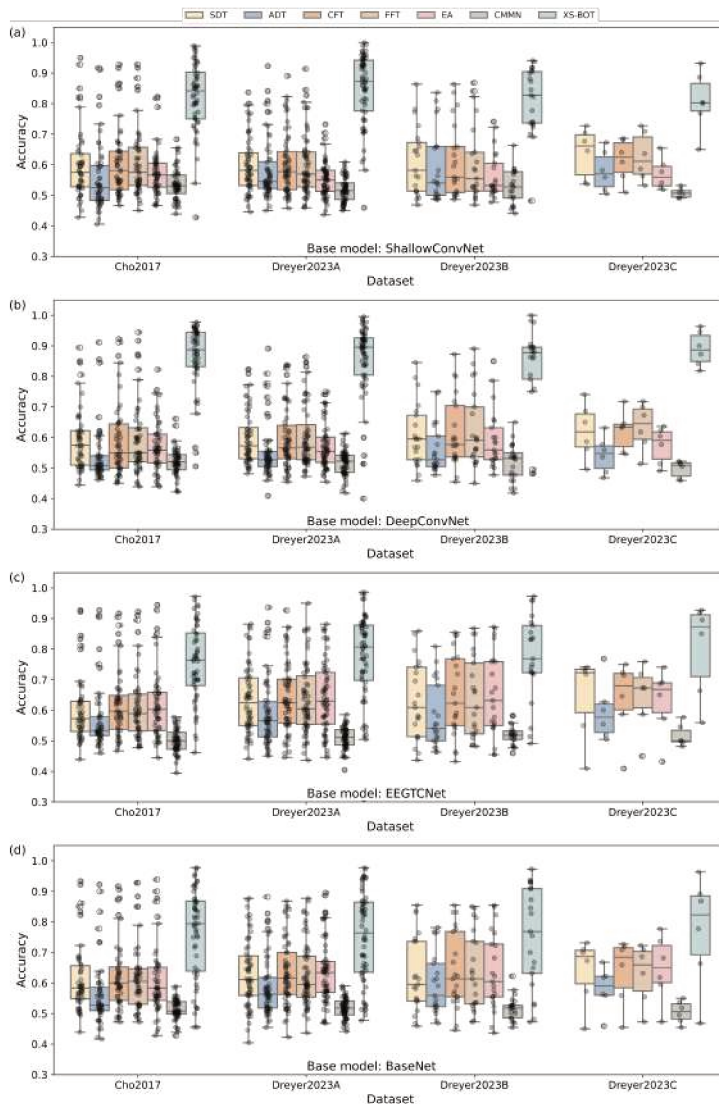 SDT ADT CFT FFT EA CMMN XS-BOT
(a)
1.0
0.9
0.8
0.7
0.6
0.5
0.4
0.3
Accuracy
Base model: ShallowConvNet
Cho2017 Dreyer2023A Dreyer2023B Dreyer2023C
Dataset
(b)
1.0
0.9
0.8
0.7
0.6
0.5
0.4
0.3
Accuracy
Base model: DeepConvNet
Cho2017 Dreyer2023A Dreyer2023B Dreyer2023C
Dataset
(c)
1.0
0.9
0.8
0.7
0.6
0.5
0.4
0.3
Accuracy
Base model: EEGTCNet
Cho2017 Dreyer2023A Dreyer2023B Dreyer2023C
Dataset
(d)
1.0
0.9
0.8
0.7
0.6
0.5
0.4
0.3
Accuracy
Base model: BaseNet
Cho2017 Dreyer2023A Dreyer2023B Dreyer2023C
Dataset